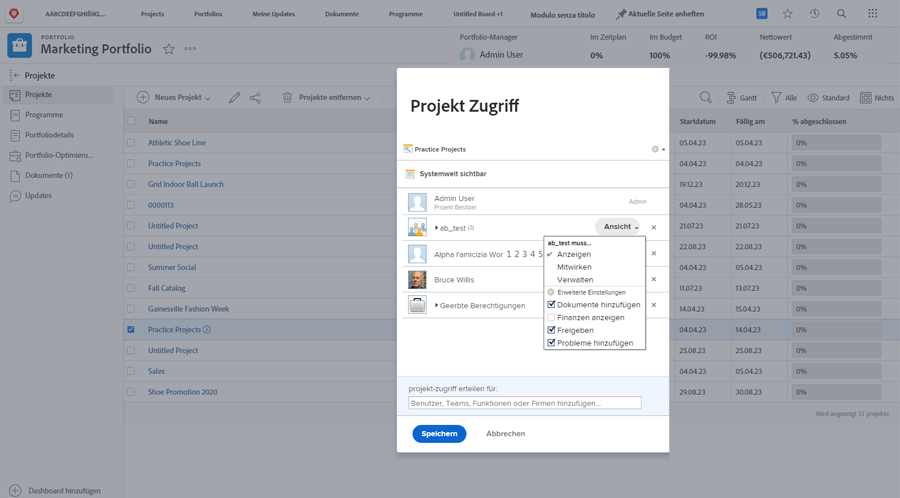 AÄBCDEÉFGHIÍJKL...
Projects
Portfolios
Meine Updates
Dokumente
Programme
Untitled Board +1
Modulo senza titolo
Aktuelle Seite anheften
SB
PORTFOLIO
Marketing Portfolio
Portfolio-Manager
Admin User
Im Zeitplan
0%
Im Budget
100%
ROI
-99.98%
Nettowert
(€506,721.43)
Abgestimmt
5.05%
Projekte
Projekte
Programme
Portfoliodetails
Portfolio-Optimieru...
Dokumente (1)
Updates
Dashboard hinzufügen
Neues Projekt
Projekte entfernen
Gantt
Alle
Standard
Nichts
Name
Startdatum
Fällig am
% abgeschlossen
Athletic Shoe Line
05.04.23
05.04.23
0%
Practice Projects
04.04.23
05.04.23
0%
Grid Indoor Ball Launch
19.12.23
20.12.23
0%
0000113
04.04.23
28.05.23
0%
Untitled Project
21.07.23
21.07.23
0%
Untitled Project
22.08.23
22.08.23
0%
Summer Social
04.04.23
05.04.23
0%
Fall Catalog
11.07.23
13.07.23
0%
Gainesville Fashion Week
14.04.23
15.04.23
0%
Practice Projects
04.04.23
14.04.23
0%
Untitled Project
25.08.23
25.08.23
0%
Sales
04.04.23
05.04.23
0%
Shoe Promotion 2020
29.08.23
30.08.23
0%
Wird angezeigt 13 projekte
Projekt Zugriff
Practice Projects
Systemweit sichtbar
Admin User
Projekt Besitzer
Admin
ab_test (3)
Ansicht
Alpha l'amicizia Wor 1 2 3 4 5
Bruce Willis
Geerbte Berechtigungen
ab_test muss...
Anzeigen
Mitwirken
Verwalten
Erweiterte Einstellungen
Dokumente hinzufügen
Finanzen anzeigen
Freigeben
Probleme hinzufügen
projekt-zugriff erteilen für:
Benutzer, Teams, Funktionen oder Firmen hinzufügen...
Speichern
Abbrechen